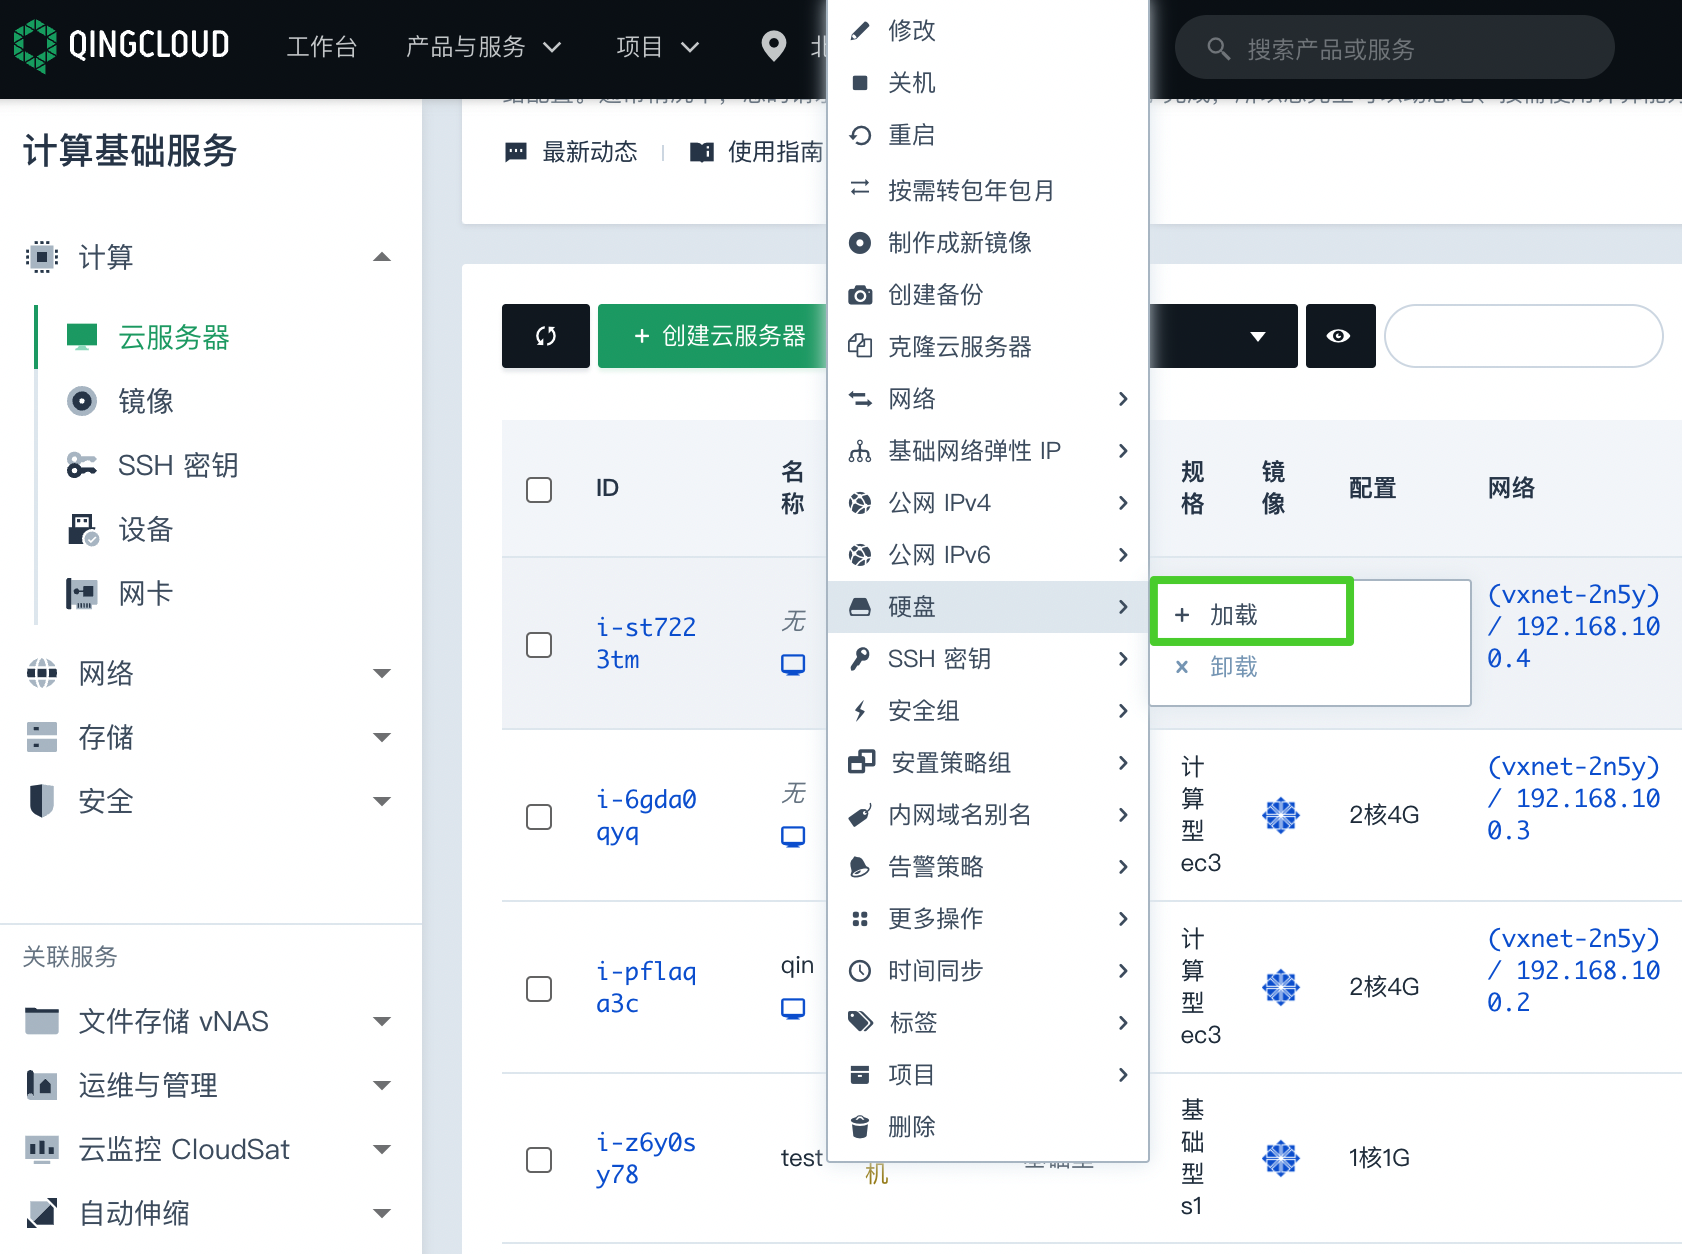 QINGCLOUD
工作台
产品与服务
项目
搜索产品或服务
计算基础服务
计算
云服务器
镜像
SSH 密钥
设备
网卡
网络
存储
安全
关联服务
文件存储 vNAS
运维与管理
云监控 CloudSat
自动伸缩
最新动态
使用指南
+ 创建云服务器
ID
名称
规格
镜像
配置
网络
i-st7223tm
无
(vxnet-2n5y)
/ 192.168.10
0.4
i-6gda0qyq
无
计算型
ec3
2核4G
(vxnet-2n5y)
/ 192.168.10
0.3
i-pflaqa3c
qin
计算型
ec3
2核4G
(vxnet-2n5y)
/ 192.168.10
0.2
i-z6y0sy78
test
机
基础型
s1
1核1G
修改
关机
重启
按需转包年包月
制作成新镜像
创建备份
克隆云服务器
网络
基础网络弹性 IP
公网 IPv4
公网 IPv6
硬盘
SSH 密钥
安全组
安置策略组
内网域名别名
告警策略
更多操作
时间同步
标签
项目
删除
+ 加载
× 卸载